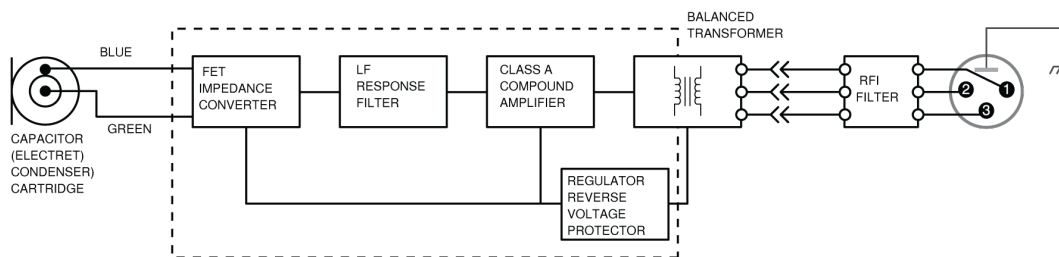 BALANCED
TRANSFORMER
BLUE
FET
IMPEDANCE
CONVERTER
LF
RESPONSE
FILTER
CLASS A
COMPOUND
AMPLIFIER
RFI
FILTER
2
1
3
GREEN
CAPACITOR
(ELECTRET)
CONDENSER)
CARTRIDGE
REGULATOR
REVERSE
VOLTAGE
PROTECTOR